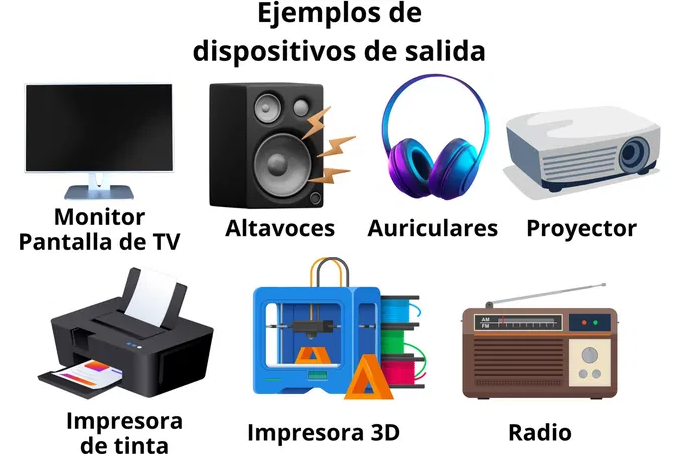 Ejemplos de
dispositivos de salida
Monitor
Pantalla de TV
Altavoces
Auriculares
Proyector
AM
FM
Impresora
de tinta
Impresora 3D
Radio